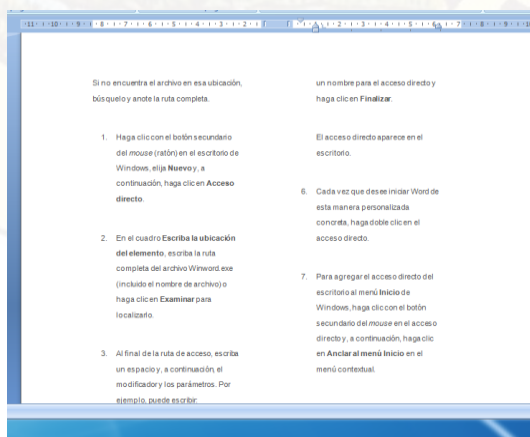 Si no encuentra el archivo en esa ubicación,
búsquelo y anote la ruta completa.
1. Haga clic con el botón secundario
del mouse (ratón) en el escritorio de
Windows, elija Nuevo y, a
continuación, haga clic en Acceso
directo.
2. En el cuadro Escriba la ubicación
del elemento, escriba la ruta
completa del archivo Winword.exe
(incluido el nombre de archivo) o
haga clic en Examinar para
localizarlo.
3. Al final de la ruta de acceso, escriba
un espacio y, a continuación, el
modificador y los parámetros. Por
ejemplo, puede escribir:
un nombre para el acceso directo y
haga clic en Finalizar.
El acceso directo aparece en el
escritorio.
6. Cada vez que desee iniciar Word de
esta manera personalizada
concreta, haga doble clic en el
acceso directo.
7. Para agregar el acceso directo del
escritorio al menú Inicio de
Windows, haga clic con el botón
secundario del mouse en el acceso
directo y, a continuación, haga clic
en Anclar al menú Inicio en el
menú contextual.